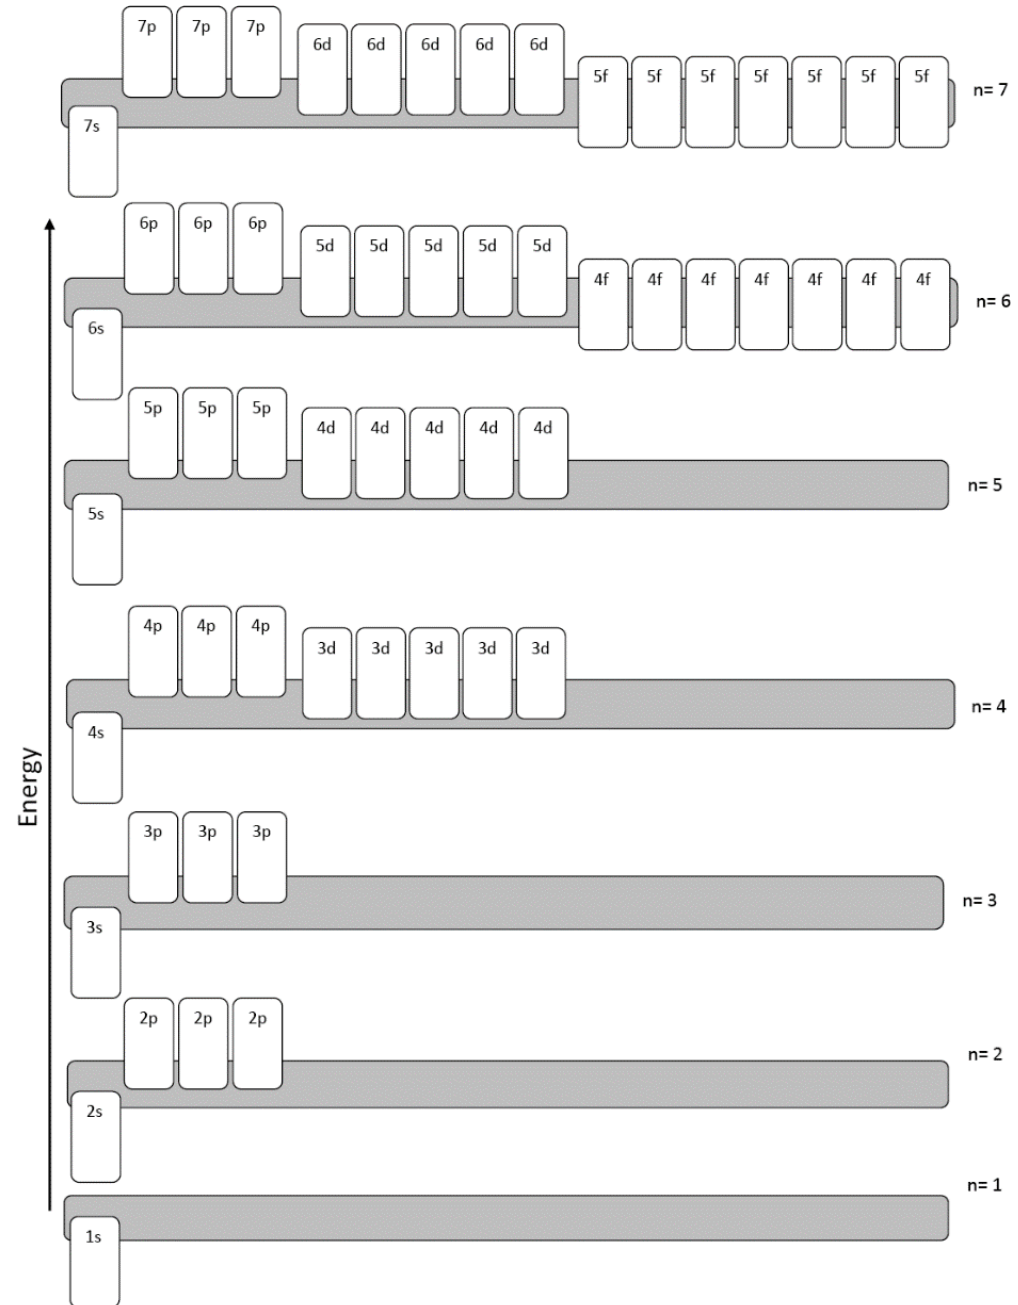 7p 7p 7p
6d 6d 6d 6d 6d
5f 5f 5f 5f 5f 5f 5f
n= 7
7s
6p 6p 6p
5d 5d 5d 5d 5d
4f 4f 4f 4f 4f 4f 4f
n= 6
6s
5p 5p 5p
4d 4d 4d 4d 4d
n= 5
5s
4p 4p 4p
3d 3d 3d 3d 3d
n= 4
4s
Energy
3p 3p 3p
n= 3
3s
2p 2p 2p
n= 2
2s
n= 1
1s